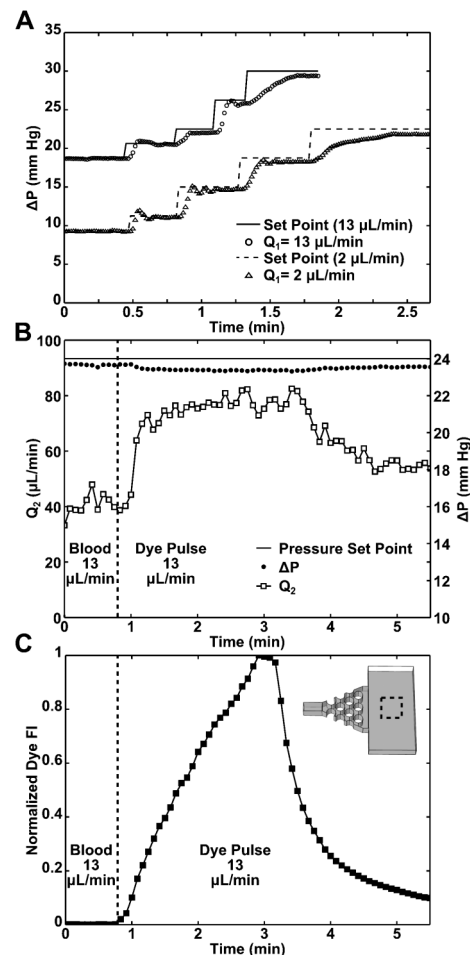 A
35
30
25
20
15
10
5
0
ΔP (mm Hg)
Set Point (13 µL/min)
Q₁= 13 µL/min
Set Point (2 µL/min)
Q₁= 2 µL/min
0 0.5 1 1.5 2 2.5
Time (min)
B
100
80
60
40
20
0
Q₂ (µL/min)
24
22
20
18
16
14
12
10
ΔP (mm Hg)
Blood
13
µL/min
Dye Pulse
13
µL/min
Pressure Set Point
ΔP
Q₂
0 1 2 3 4 5
Time (min)
C
1
0.8
0.6
0.4
0.2
0
Normalized Dye FI
Blood
13
µL/min
Dye Pulse
13
µL/min
0 1 2 3 4 5
Time (min)